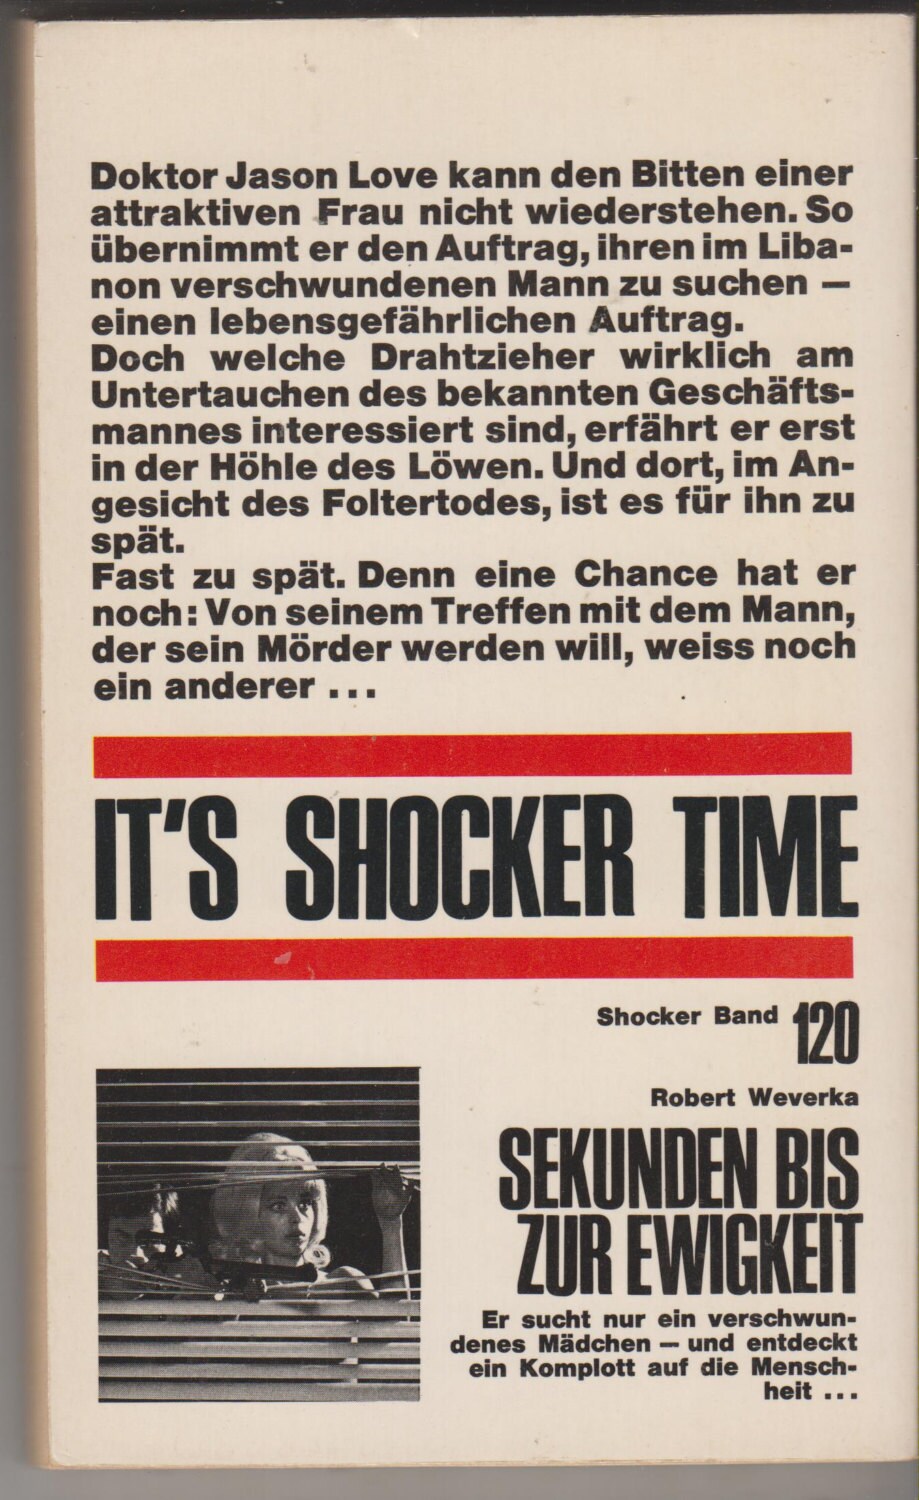 Doktor Jason Love kann den Bitten einer
attraktiven Frau nicht wiederstehen. So
übernimmt er den Auftrag, ihren im Liba-
non verschwundenen Mann zu suchen —
einen lebensgefährlichen Auftrag.
Doch welche Drahtzieher wirklich am
Untertauchen des bekannten Geschäfts-
mannes interessiert sind, erfährt er erst
in der Höhle des Löwen. Und dort, im An-
gesicht des Foltertodes, ist es für ihn zu
spät.
Fast zu spät. Denn eine Chance hat er
noch: Von seinem Treffen mit dem Mann,
der sein Mörder werden will, weiss noch
ein anderer ...
IT'S SHOCKER TIME
Shocker Band 120
Robert Weverka
SEKUNDEN BIS
ZUR EWIGKEIT
Er sucht nur ein verschwun-
denes Mädchen — und entdeckt
ein Komplott auf die Mensch-
heit ...